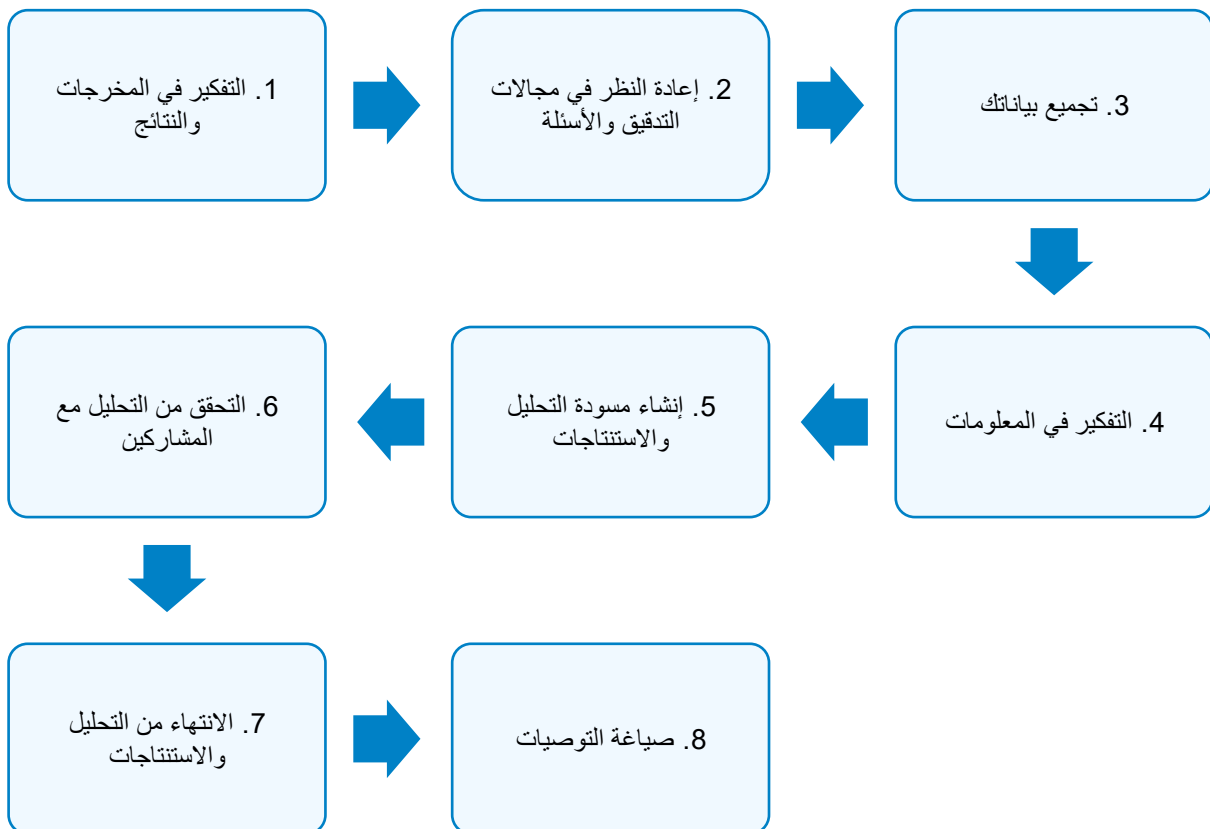 1. التفكير في المخرجات
والنتائج
2. إعادة النظر في مجالات
التدقيق والأسئلة
3. تجميع بياناتك
4. التفكير في المعلومات
5. إنشاء مسودة التحليل
والاستنتاجات
6. التحقق من التحليل مع
المشاركين
7. الانتهاء من التحليل
والاستنتاجات
8. صياغة التوصيات